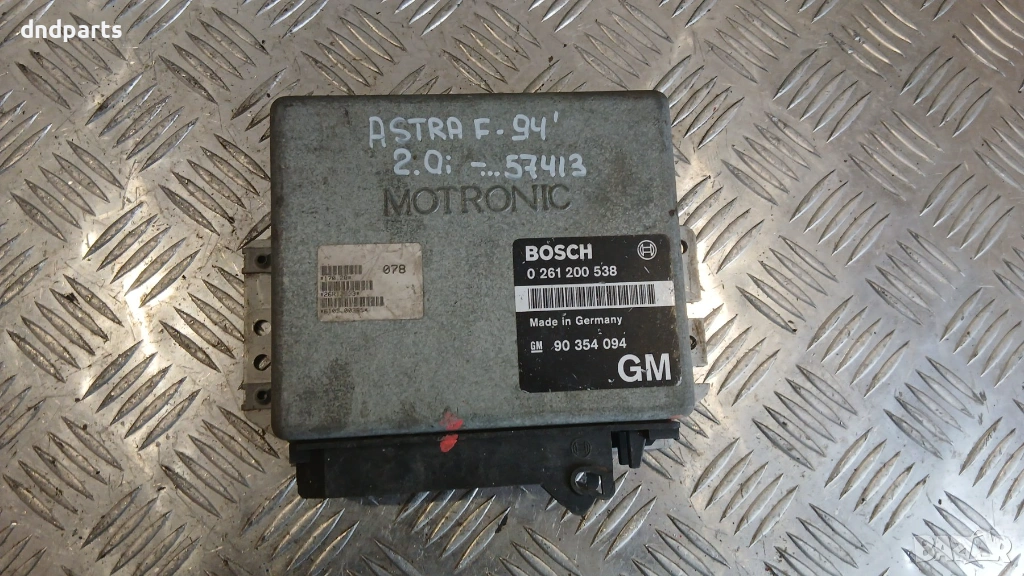 dndparts
ASTRA F- 94'
2.0i -...57413
MOTRONIC
078
BOSCH
0 261 200 538
Made in Germany
GM 90 354 094
GM